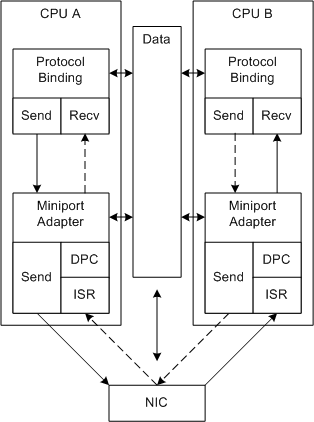 CPU A
Data
CPU B
Protocol
Binding
Protocol
Binding
Send
Recv
Send
Recv
Miniport
Adapter
Miniport
Adapter
Send
DPC
ISR
Send
DPC
ISR
NIC